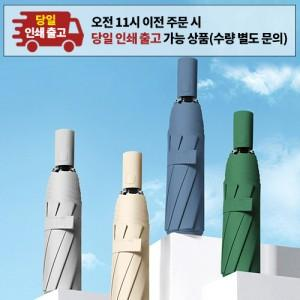 당일
인쇄 출고
오전 11시 이전 주문 시
당일 인쇄 출고 가능 상품(수량 별도 문의)